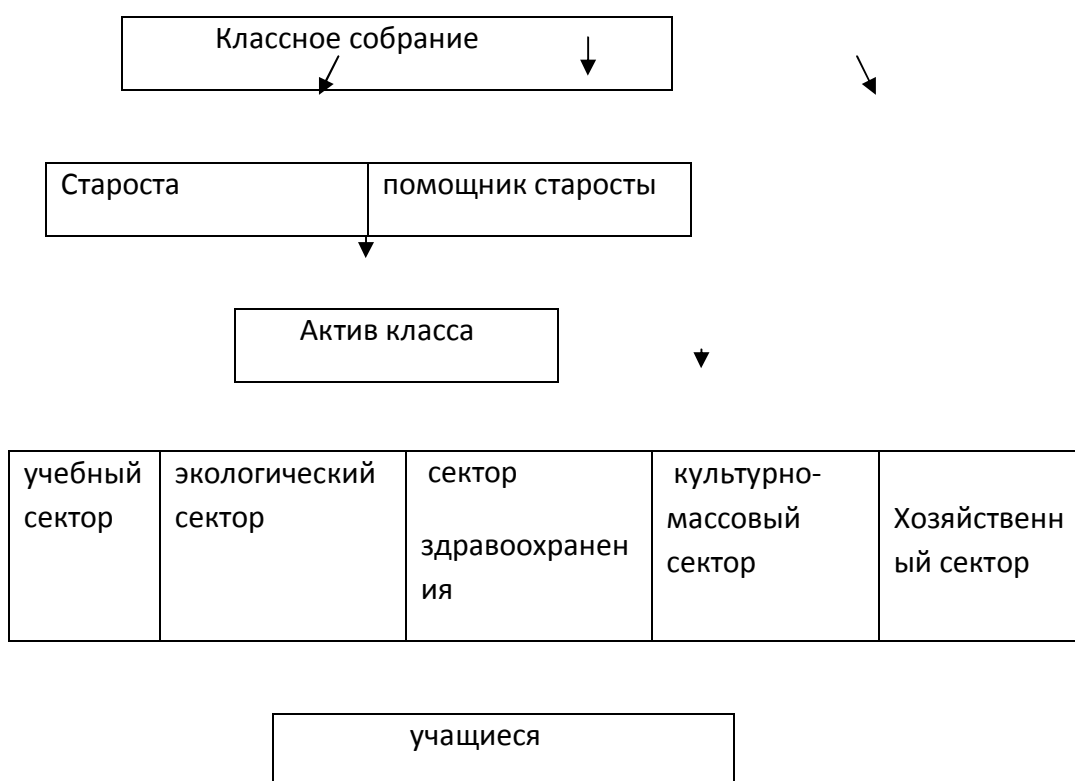 Классное собрание
Староста помощник старосты
Актив класса
учебный
сектор
экологический
сектор
сектор
здравоохранен
ия
культурно-
массовый
сектор
Хозяйственн
ый сектор
учащиеся